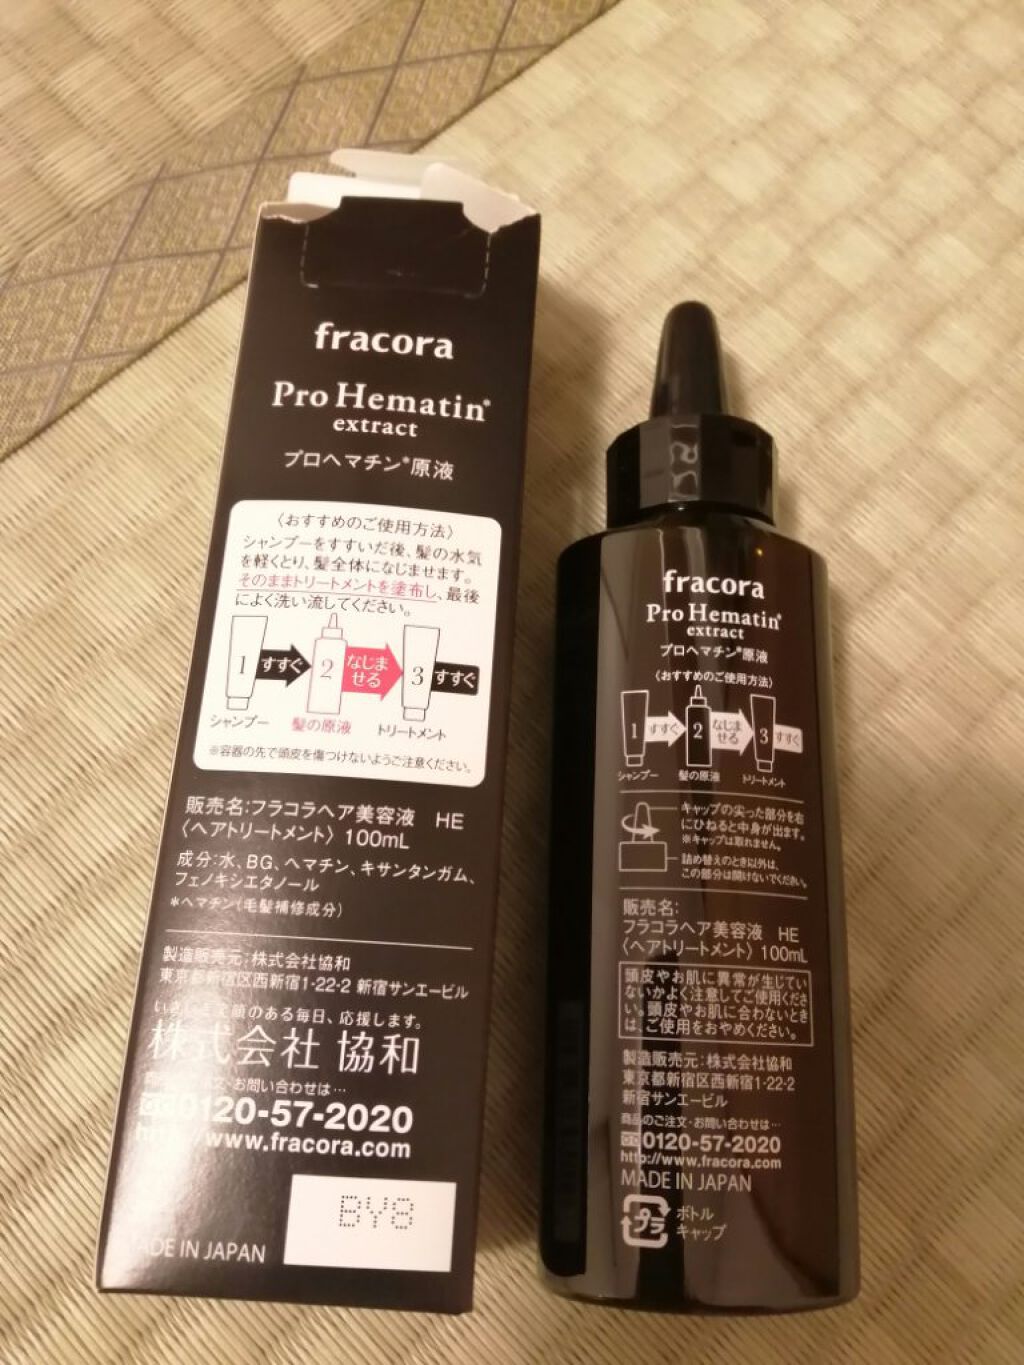 fracora
Pro Hematin®
extract
プロヘマチン*原液
〈おすすめのご使用方法〉
シャンプーをすすいだ後、髪の水気
を軽くとり、髪全体になじませます。
そのままトリートメントを塗布し、最後
によく洗い流してください。
1 すすぐ 2 なじま
せる 3 すすぐ
シャンプー 髪の原液 トリートメント
※容器の先で頭皮を傷つけないようご注意ください。
販売名:フラコラヘア美容液 HE
〈ヘアトリートメント〉 100mL
成分:水、BG、ヘマチン、キサンタンガム、
フェノキシエタノール
*ヘマチン(毛髪補修成分)
製造販売元:株式会社協和
東京都新宿区西新宿1-22-2 新宿サンエービル
笑顔のある毎日、応援します。
株式会社 協和
注文・お問い合わせは…
0120-57-2020
www.fracora.com
BY8
MADE IN JAPAN
fracora
Pro Hematin®
extract
プロヘマチン*原液
〈おすすめのご使用方法〉
1 すすぐ 2 なじま
せる 3 すすぐ
シャンプー 髪の原液 トリートメント
キャップの尖った部分を右
にひねると中身が出ます。
※キャップは取れません。
詰め替えのとき以外は、
この部分は開けないでください。
販売名:
フラコラヘア美容液 HE
〈ヘアトリートメント〉 100mL
頭皮やお肌に異常が生じてい
ないかよく注意してご使用くださ
い。頭皮やお肌に合わないとき
は、ご使用をおやめください。
製造販売元:株式会社協和
東京都新宿区西新宿1-22-2
新宿サンエービル
商品のご注文・お問い合わせは…
0120-57-2020
http://www.fracora.com
MADE IN JAPAN
プラ ボトル
キャップ